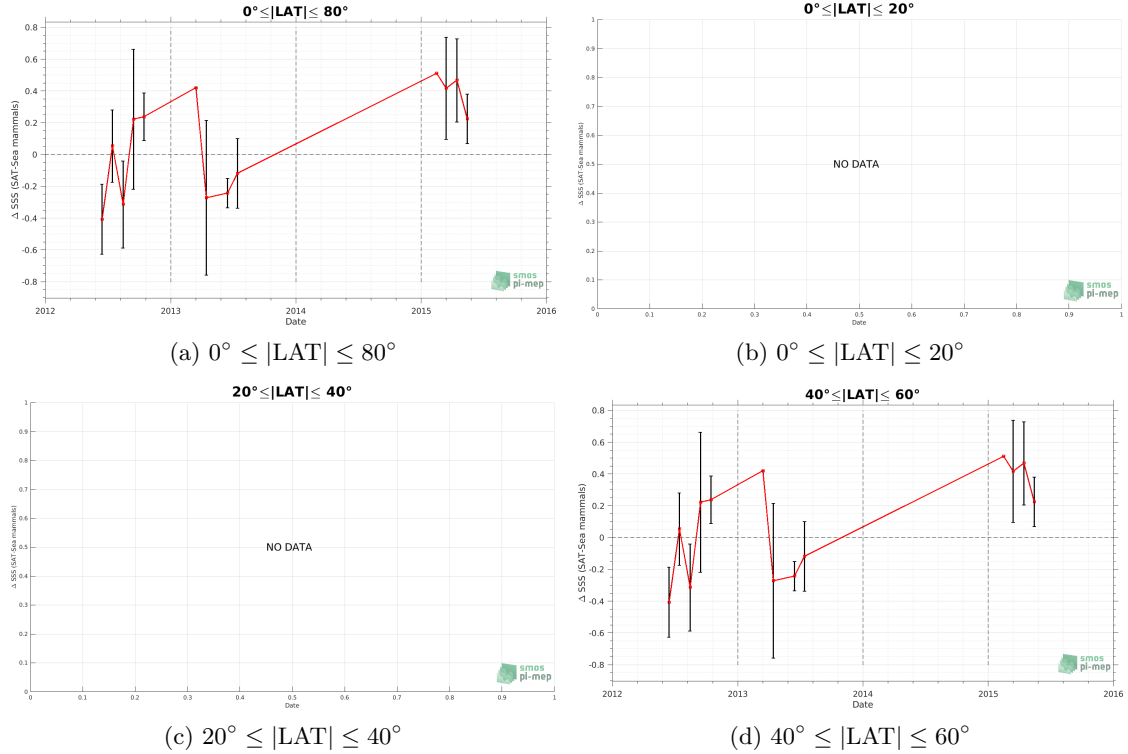 0°≤|LAT|≤ 80°
0.8
0.6
0.4
0.2
0
-0.2
-0.4
-0.6
-0.8
Δ SSS (SAT-Sea mammals)
2012
2013
2014
2015
2016
Date
smos
pi-mep
(a) 0° ≤ |LAT| ≤ 80°
0°≤|LAT|≤ 20°
1
0.9
0.8
0.7
0.6
0.5
0.4
0.3
0.2
0.1
0
Δ SSS (SAT-Sea mammals)
NO DATA
0
0.1
0.2
0.3
0.4
0.5
0.6
0.7
0.8
0.9
1
Date
smos
pi-mep
(b) 0° ≤ |LAT| ≤ 20°
20°≤|LAT|≤ 40°
1
0.9
0.8
0.7
0.6
0.5
0.4
0.3
0.2
0.1
0
Δ SSS (SAT-Sea mammals)
NO DATA
0
0.1
0.2
0.3
0.4
0.5
0.6
0.7
0.8
0.9
1
Date
smos
pi-mep
(c) 20° ≤ |LAT| ≤ 40°
40°≤|LAT|≤ 60°
0.8
0.6
0.4
0.2
0
-0.2
-0.4
-0.6
-0.8
Δ SSS (SAT-Sea mammals)
2012
2013
2014
2015
2016
Date
smos
pi-mep
(d) 40° ≤ |LAT| ≤ 60°